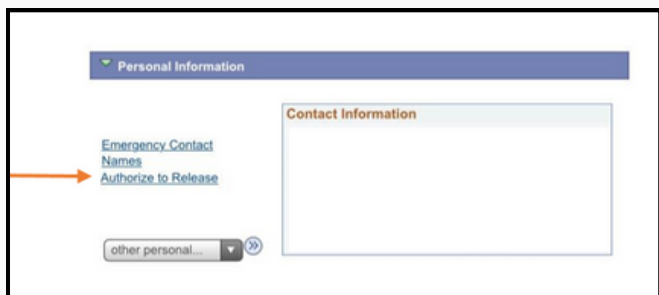 Personal Information
Contact Information
Emergency Contact
Names
Authorize to Release
other personal...